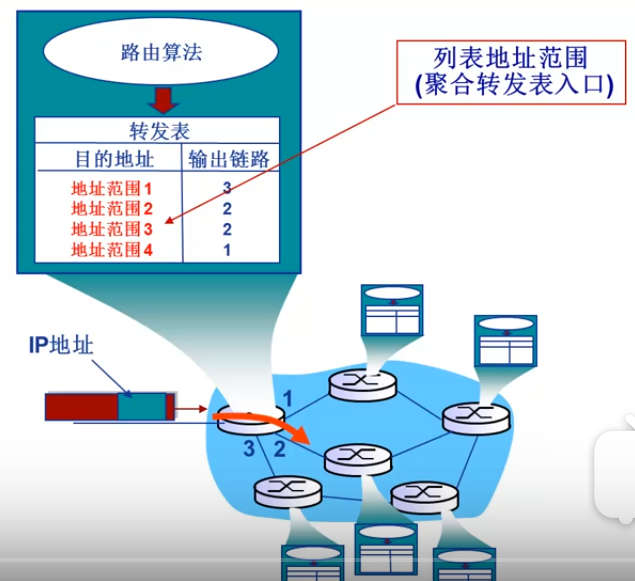 路由算法
列表地址范围
(聚合转发表入口)
转发表
目的地址 输出链路
地址范围1 3
地址范围2 2
地址范围3 2
地址范围4 1
IP地址
1
3 2